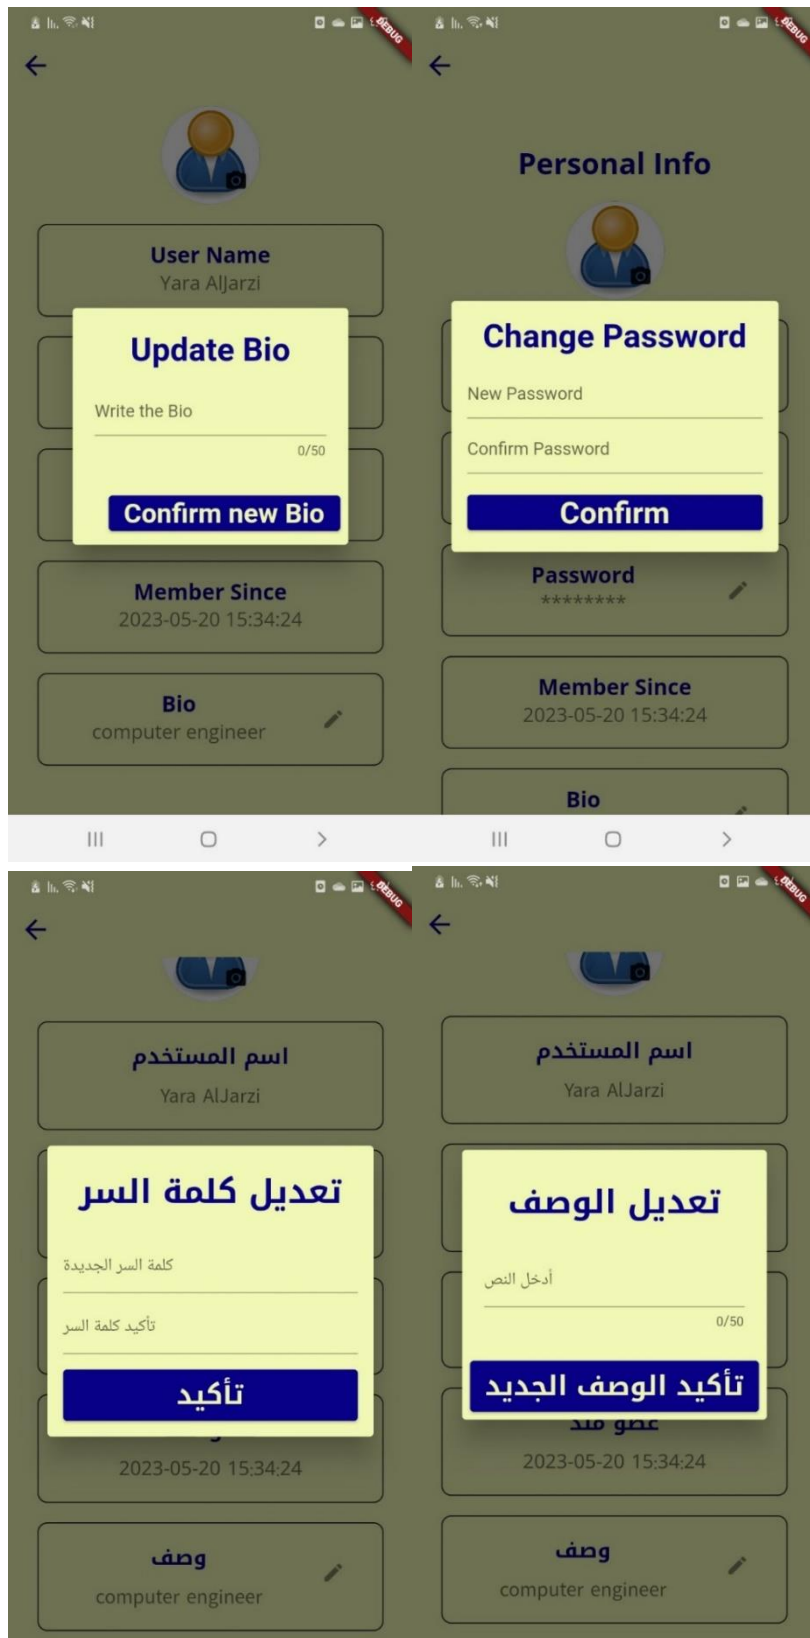 DEBUG
User Name
Yara AlJarzi
Update Bio
Write the Bio
0/50
Confirm new Bio
Member Since
2023-05-20 15:34:24
Bio
computer engineer
DEBUG
Personal Info
Change Password
New Password
Confirm Password
Confirm
Password
********
Member Since
2023-05-20 15:34:24
Bio
DEBUG
اسم المستخدم
Yara AlJarzi
تعديل كلمة السر
كلمة السر الجديدة
تأكيد كلمة السر
تأكيد
2023-05-20 15:34:24
وصف
computer engineer
DEBUG
اسم المستخدم
Yara AlJarzi
تعديل الوصف
أدخل النص
0/50
تأكيد الوصف الجديد
عضو منذ
2023-05-20 15:34:24
وصف
computer engineer